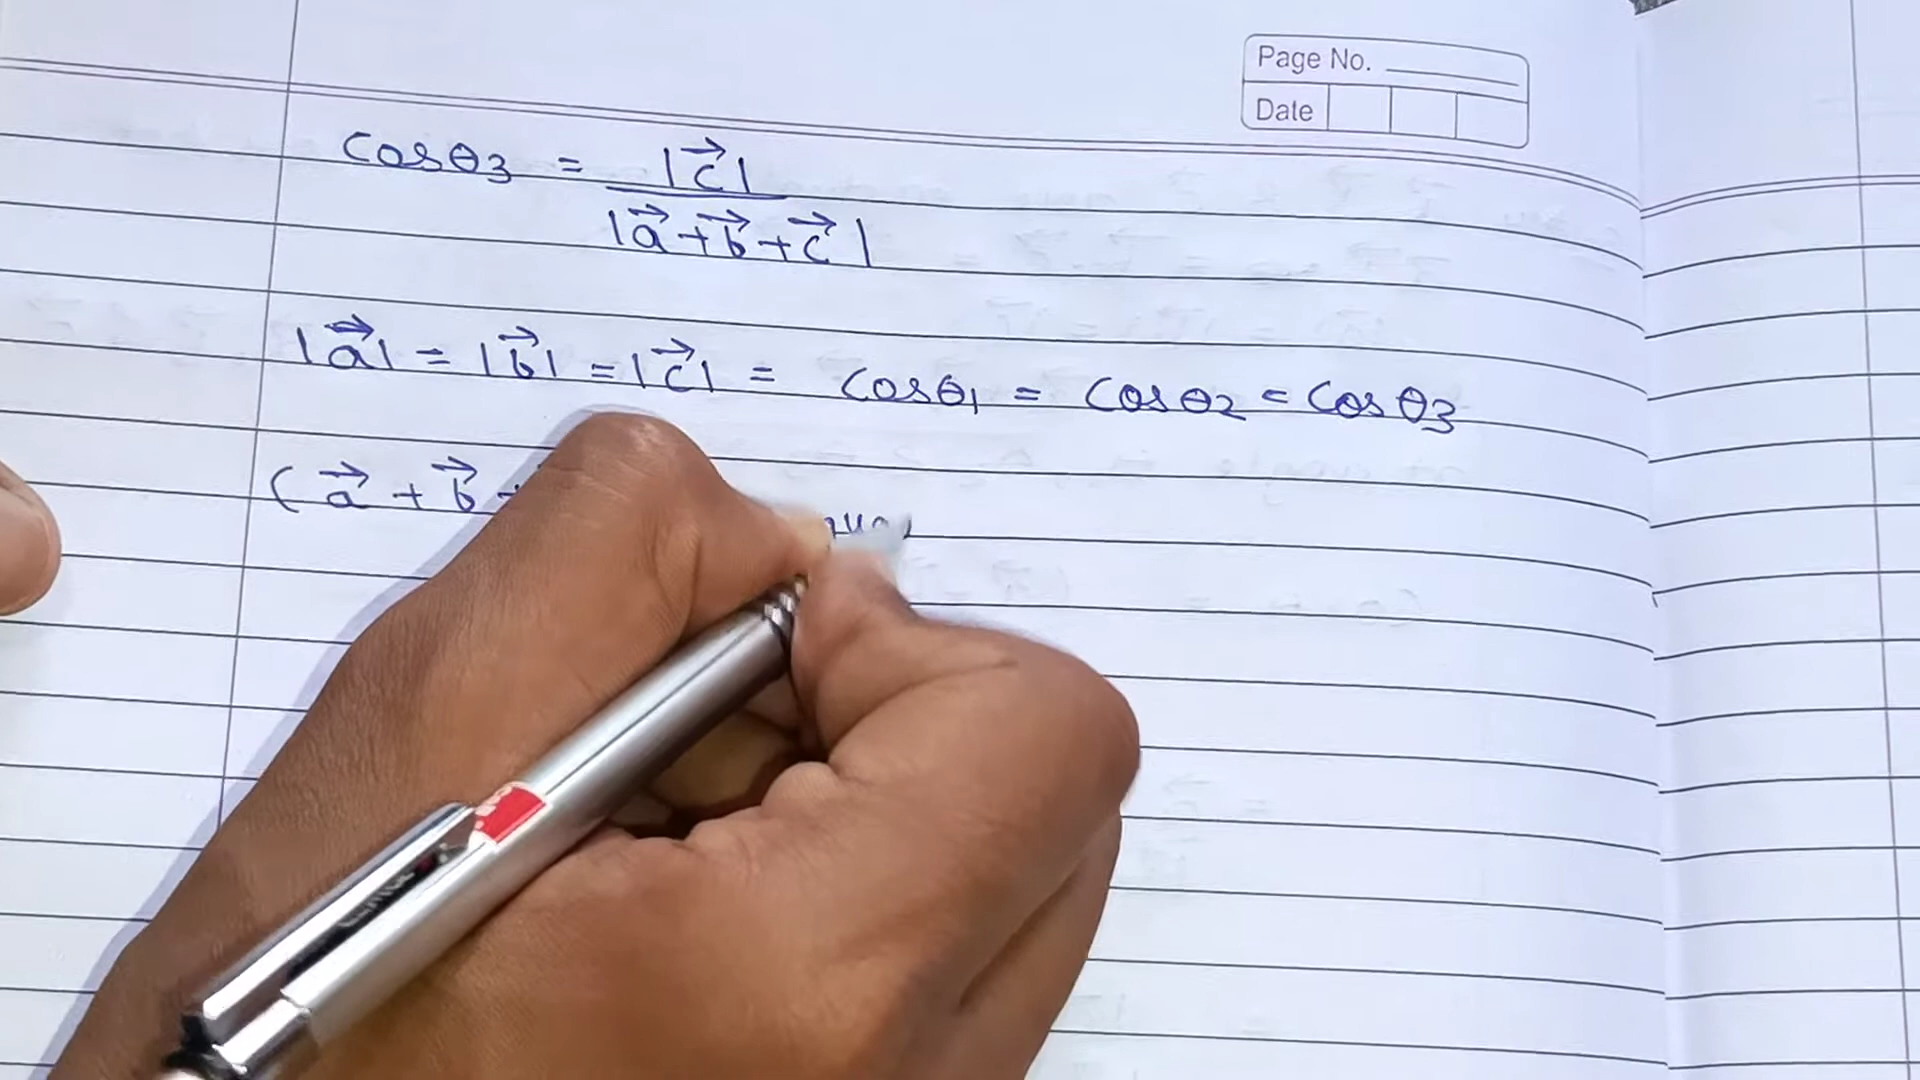 Page No.
Date
cosθ3 = |c⃗|
|a⃗+b⃗+c⃗|
|a⃗| = |b⃗| = |c⃗| = cosθ1 = cosθ2 = cosθ3
(a⃗ + b⃗ +